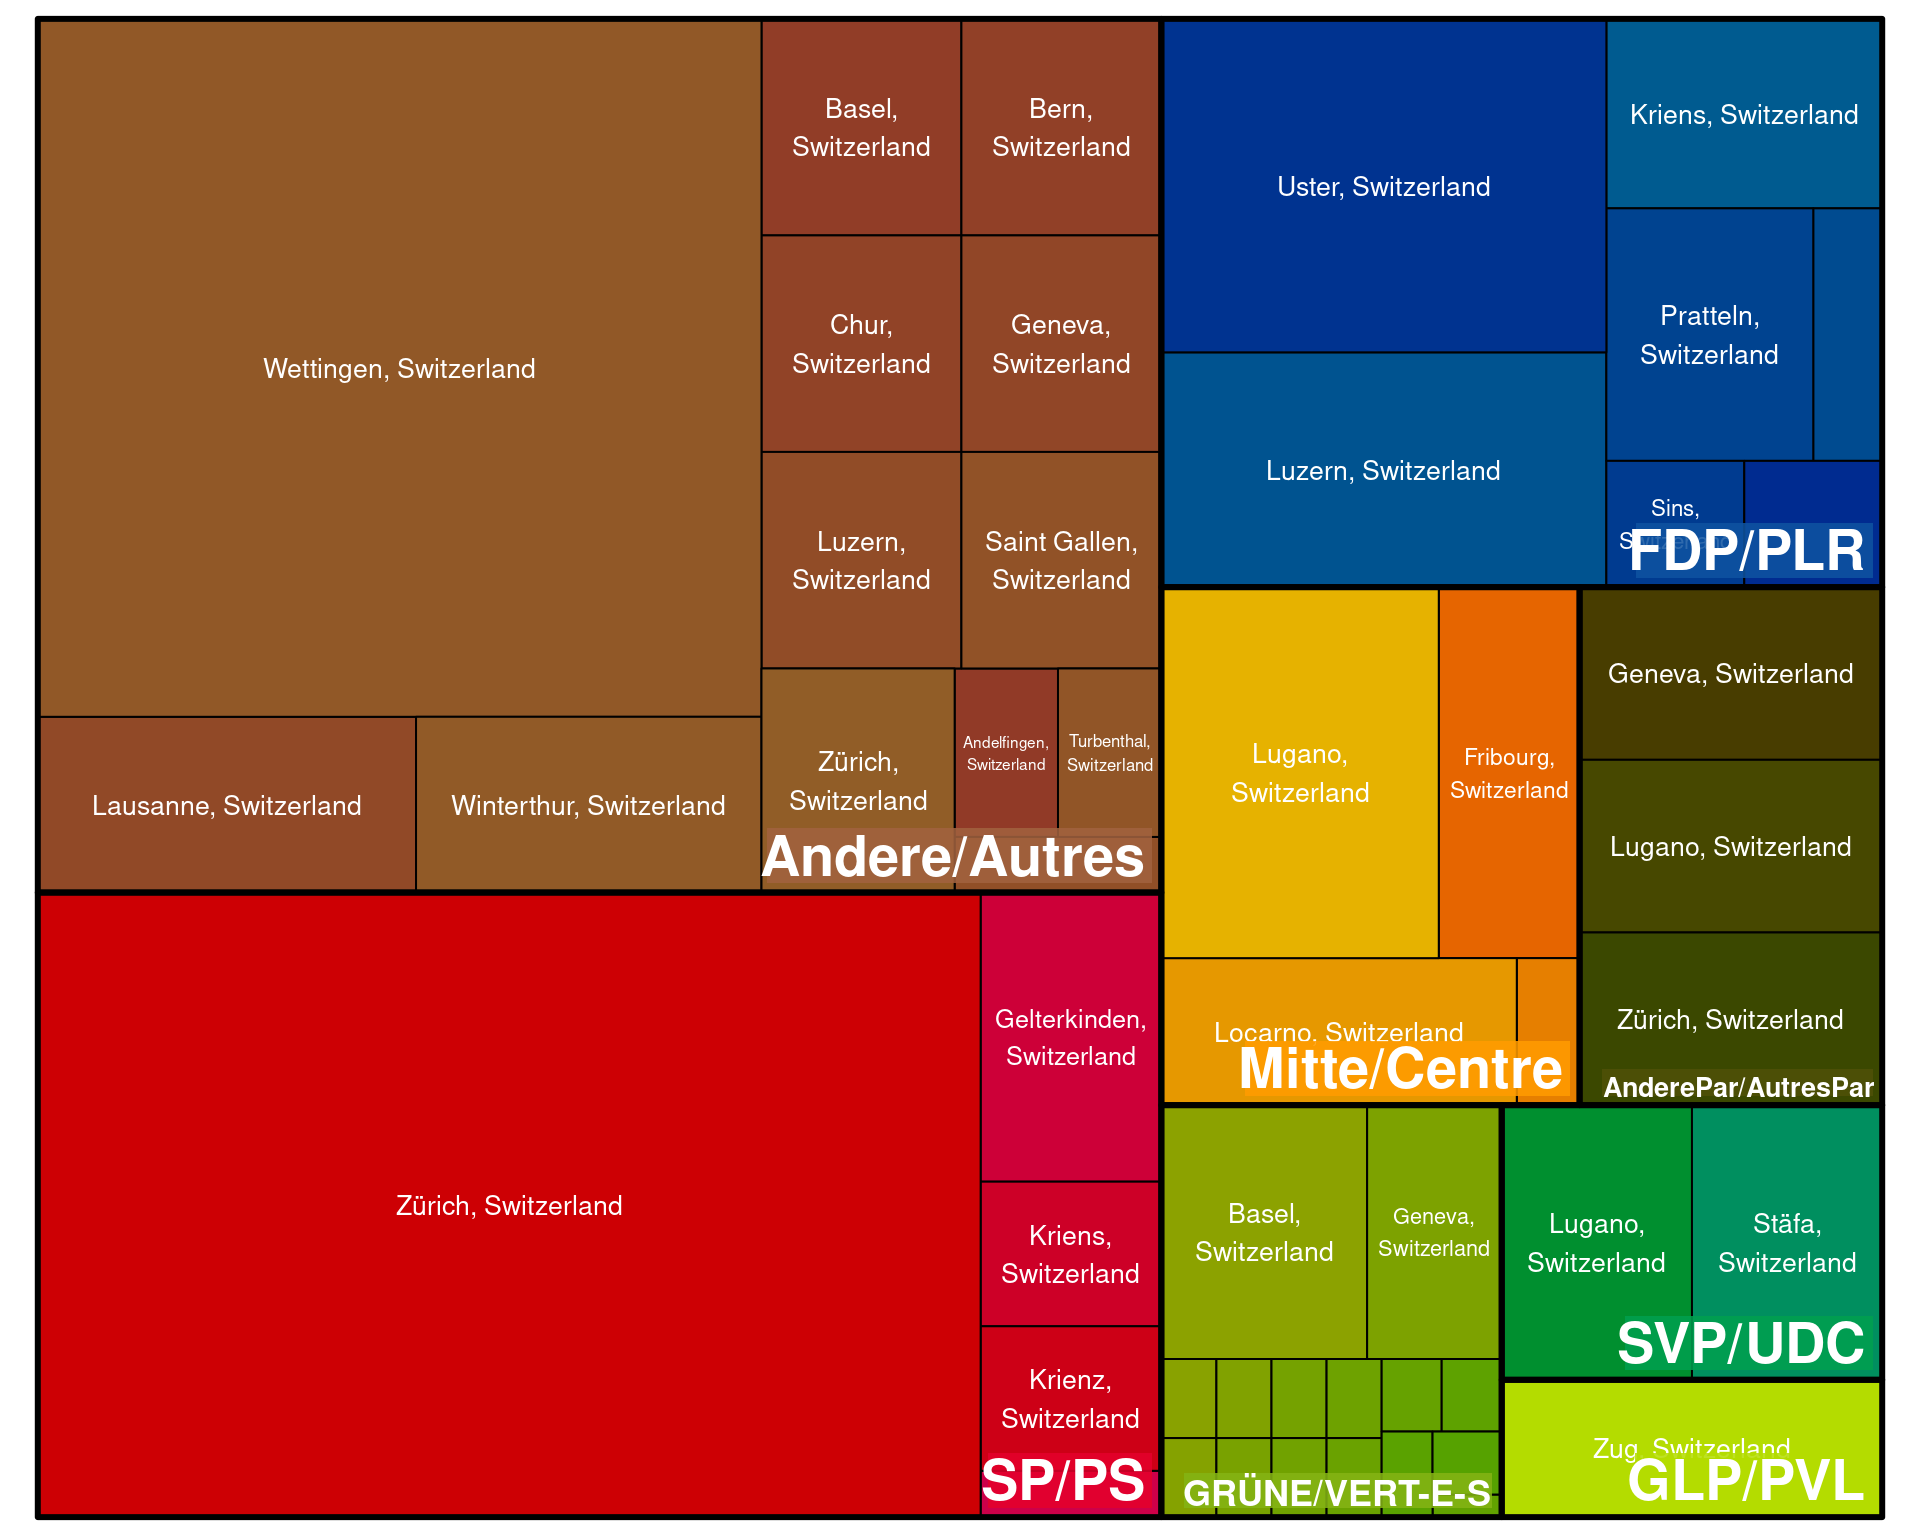 Wettingen, Switzerland
Basel,
Switzerland
Bern,
Switzerland
Chur,
Switzerland
Geneva,
Switzerland
Luzern,
Switzerland
Saint Gallen,
Switzerland
Lausanne, Switzerland
Winterthur, Switzerland
Zürich,
Switzerland
Andelfingen,
Switzerland
Turbenthal,
Switzerland
Andere/Autres
Zürich, Switzerland
Gelterkinden,
Switzerland
Kriens,
Switzerland
Krienz,
Switzerland
SP/PS
Uster, Switzerland
Kriens, Switzerland
Luzern, Switzerland
Pratteln,
Switzerland
Sins,
Switzerland
FDP/PLR
Lugano,
Switzerland
Fribourg,
Switzerland
Locarno, Switzerland
Mitte/Centre
Geneva, Switzerland
Lugano, Switzerland
Zürich, Switzerland
AnderePar/AutresPar
Basel,
Switzerland
Geneva,
Switzerland
GRÜNE/VERT-E-S
Lugano,
Switzerland
Stäfa,
Switzerland
SVP/UDC
Zug, Switzerland
GLP/PVL